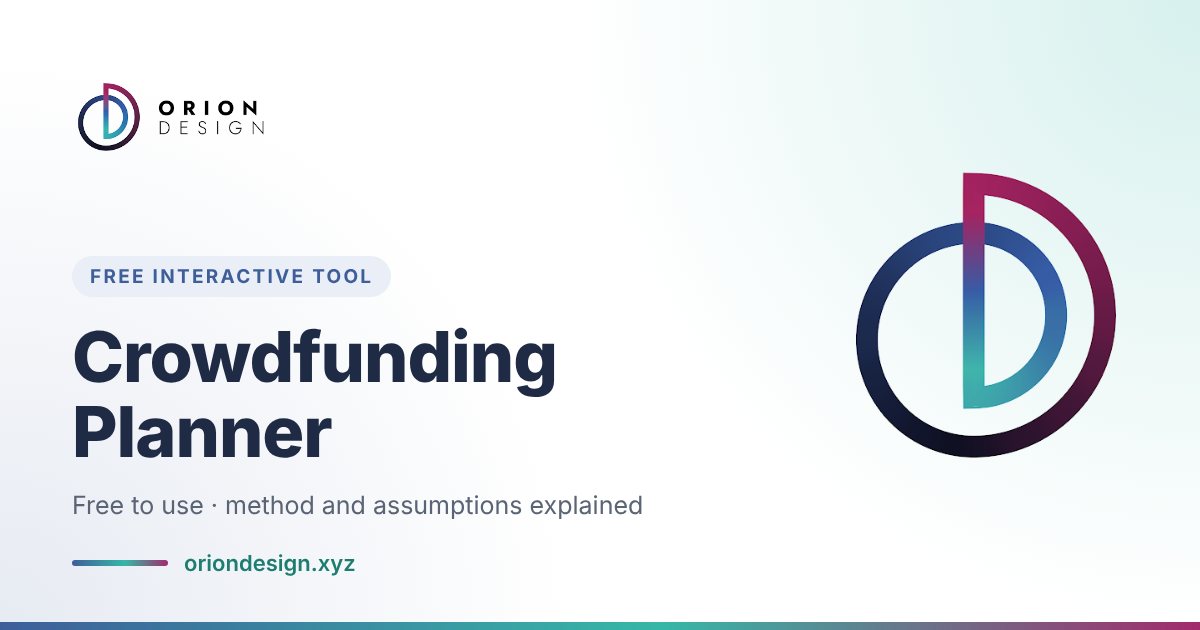 ORION
DESIGN
FREE INTERACTIVE TOOL
Crowdfunding
Planner
Free to use · method and assumptions explained
oriondesign.xyz